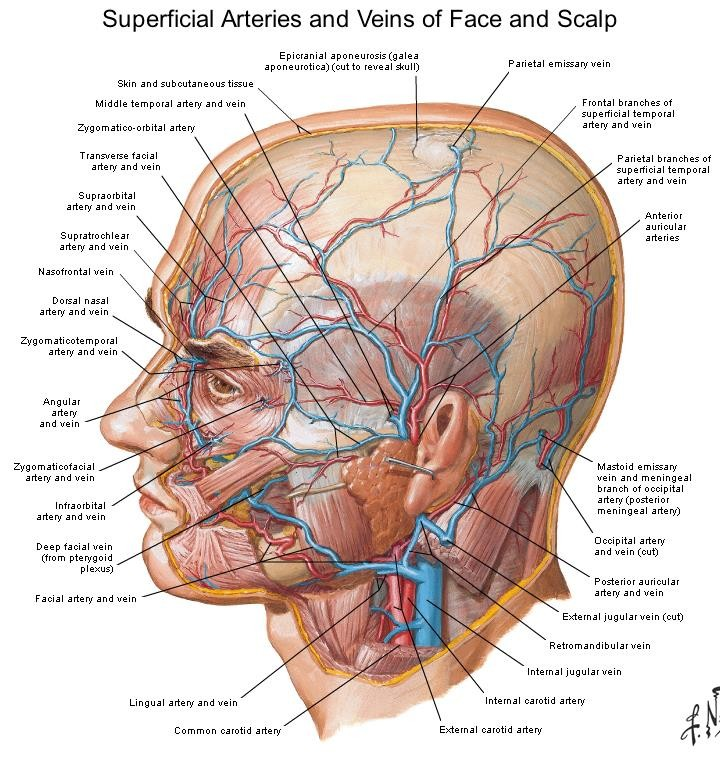 Superficial Arteries and Veins of Face and Scalp
Epicranial aponeurosis (galea
aponeurotica) (cut to reveal skull)
Parietal emissary vein
Skin and subcutaneous tissue
Middle temporal artery and vein
Zygomatico-orbital artery
Transverse facial
artery and vein
Supraorbital
artery and vein
Supratrochlear
artery and vein
Nasofrontal vein
Dorsal nasal
artery and vein
Zygomaticotemporal
artery and vein
Angular
artery
and vein
Zygomaticofacial
artery and vein
Infraorbital
artery and vein
Deep facial vein
(from pterygoid
plexus)
Facial artery and vein
Lingual artery and vein
Common carotid artery
Frontal branches of
superficial temporal
artery and vein
Parietal branches of
superficial temporal
artery and vein
Anterior
auricular
arteries
Mastoid emissary
vein and meningeal
branch of occipital
artery (posterior
meningeal artery)
Occipital artery
and vein (cut)
Posterior auricular
artery and vein
External jugular vein (cut)
Retromandibular vein
Internal jugular vein
Internal carotid artery
External carotid artery